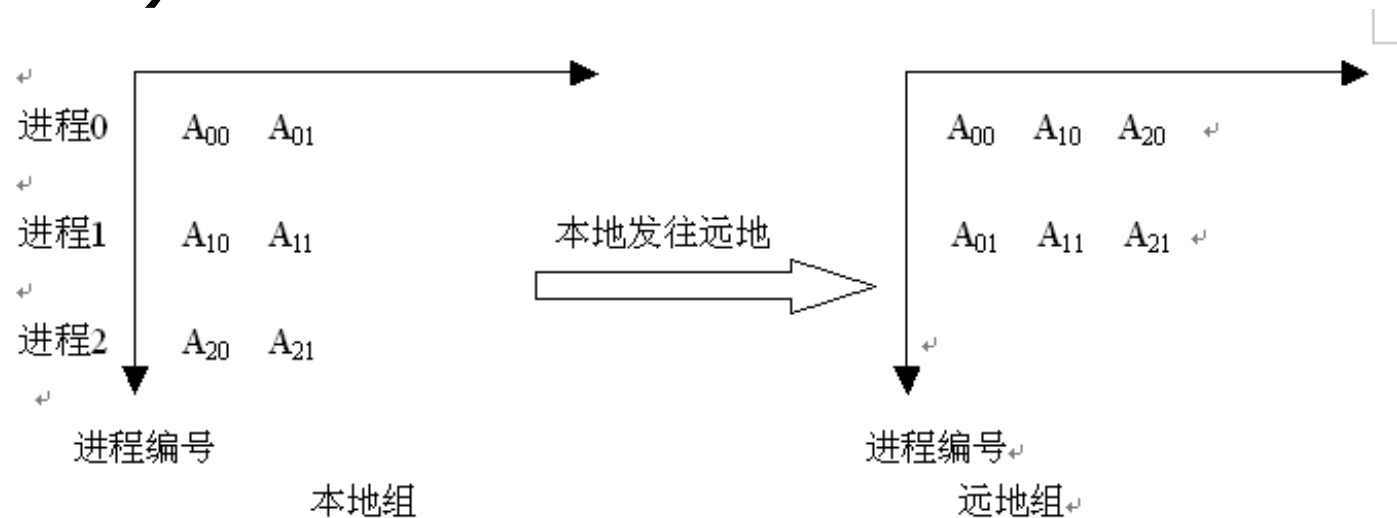 进程0 A₀₀ A₀₁ A₀₀ A₁₀ A₂₀
进程1 A₁₀ A₁₁ 本地发往远地 A₀₁ A₁₁ A₂₁
进程2 A₂₀ A₂₁
进程编号 进程编号
本地组 远地组